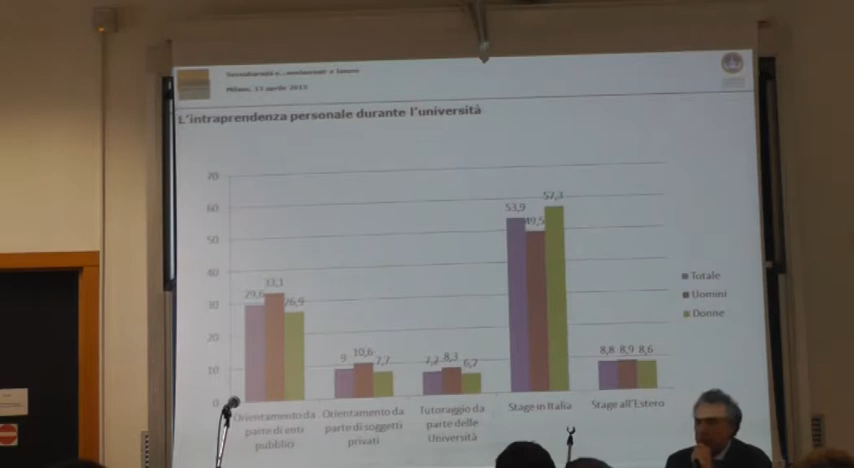 Milano, 13 aprile 2013
L'intraprendenza personale durante l'università
70
60
50
40
30
20
10
0
29,6
33,3
26,9
9
10,6
7,7
7,2
8,3
6,7
53,9
49,5
57,3
8,8
8,9
8,6
Orientamento da
parte di enti
pubblici
Orientamento da
parte di soggetti
privati
Tutoraggio da
parte delle
Università
Stage in Italia
Stage all'Estero
Totale
Uomini
Donne